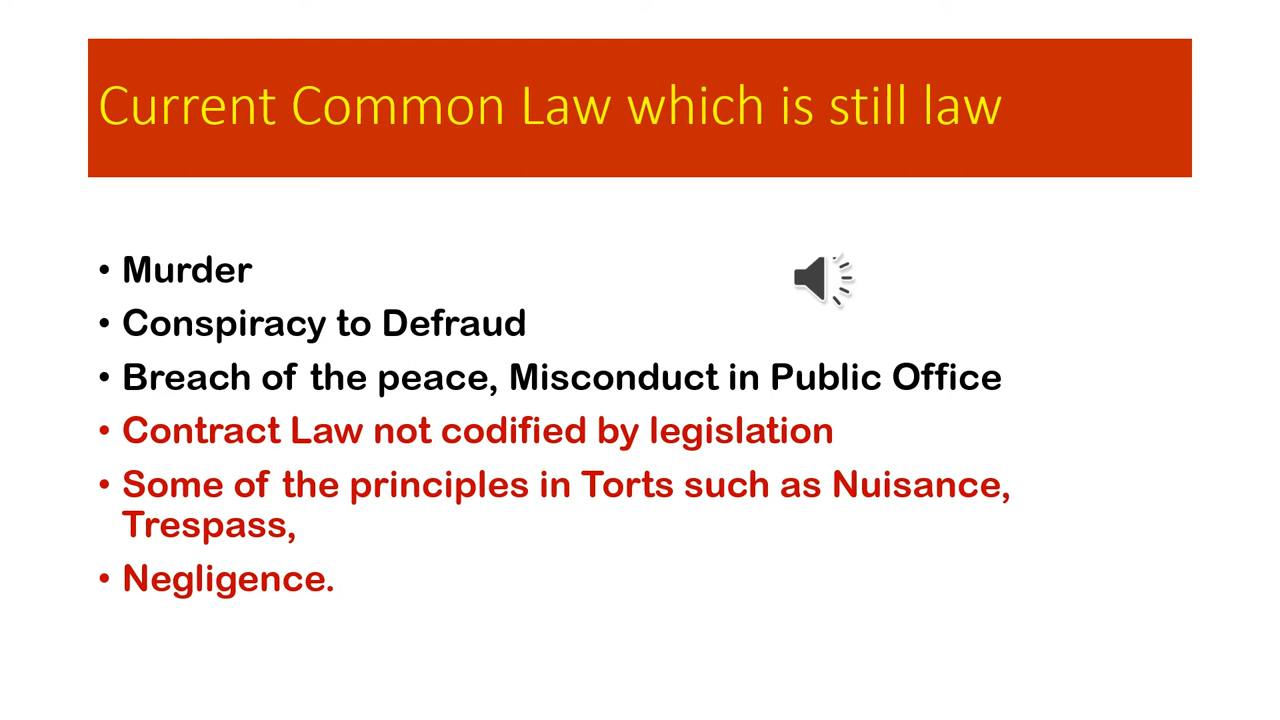 Current Common Law which is still law
• Murder
• Conspiracy to Defraud
• Breach of the peace, Misconduct in Public Office
• Contract Law not codified by legislation
• Some of the principles in Torts such as Nuisance,
Trespass,
• Negligence.